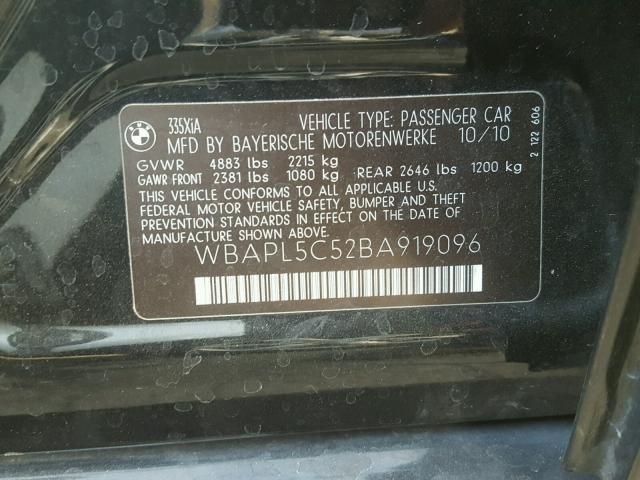 BMW
335XiA VEHICLE TYPE: PASSENGER CAR
MFD BY BAYERISCHE MOTORENWERKE 10/10
GVWR 4883 lbs 2215 kg
GAWR FRONT 2381 lbs 1080 kg REAR 2646 lbs 1200 kg
THIS VEHICLE CONFORMS TO ALL APPLICABLE U.S.
FEDERAL MOTOR VEHICLE SAFETY, BUMPER AND THEFT
PREVENTION STANDARDS IN EFFECT ON THE DATE OF
MANUFACTURE SHOWN ABOVE.
WBAPL5C52BA919096
2 122 606